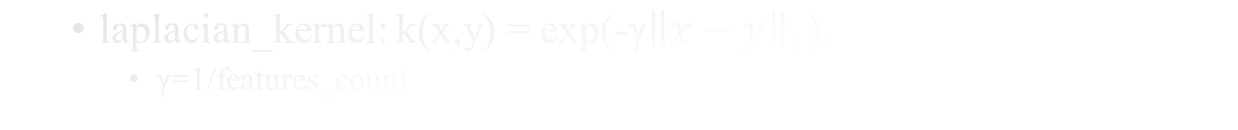 • laplacian_kernel: k(x,y) = exp(-γ‖x − y‖₁),
• γ=1/features_count